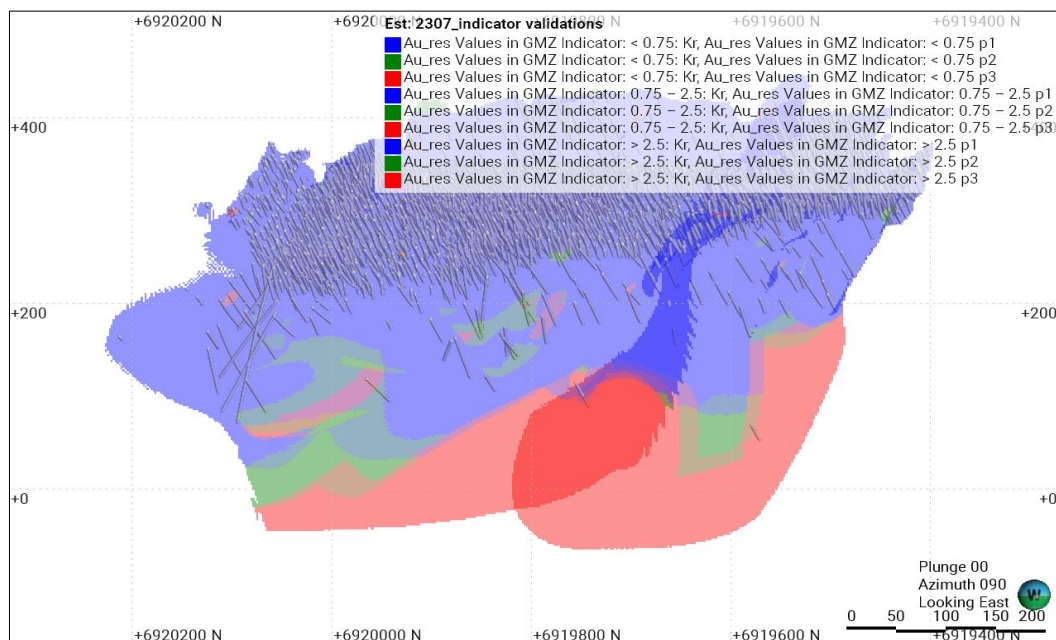 +6920200 N +6920000 N +6919800 N +6919600 N +6919400 N
Est: 2307_indicator validations
Au_res Values in GMZ Indicator: < 0.75: Kr, Au_res Values in GMZ Indicator: < 0.75 p1
Au_res Values in GMZ Indicator: < 0.75: Kr, Au_res Values in GMZ Indicator: < 0.75 p2
Au_res Values in GMZ Indicator: < 0.75: Kr, Au_res Values in GMZ Indicator: < 0.75 p3
Au_res Values in GMZ Indicator: 0.75 – 2.5: Kr, Au_res Values in GMZ Indicator: 0.75 – 2.5 p1
Au_res Values in GMZ Indicator: 0.75 – 2.5: Kr, Au_res Values in GMZ Indicator: 0.75 – 2.5 p2
Au_res Values in GMZ Indicator: 0.75 – 2.5: Kr, Au_res Values in GMZ Indicator: 0.75 – 2.5 p3
Au_res Values in GMZ Indicator: > 2.5: Kr, Au_res Values in GMZ Indicator: > 2.5 p1
Au_res Values in GMZ Indicator: > 2.5: Kr, Au_res Values in GMZ Indicator: > 2.5 p2
Au_res Values in GMZ Indicator: > 2.5: Kr, Au_res Values in GMZ Indicator: > 2.5 p3
+400
+200 +200
+0 +0
Plunge 00
Azimuth 090
Looking East
W
0 50 100 150 200
+6920200 N +6920000 N +6919800 N +6919600 N +6919400 N